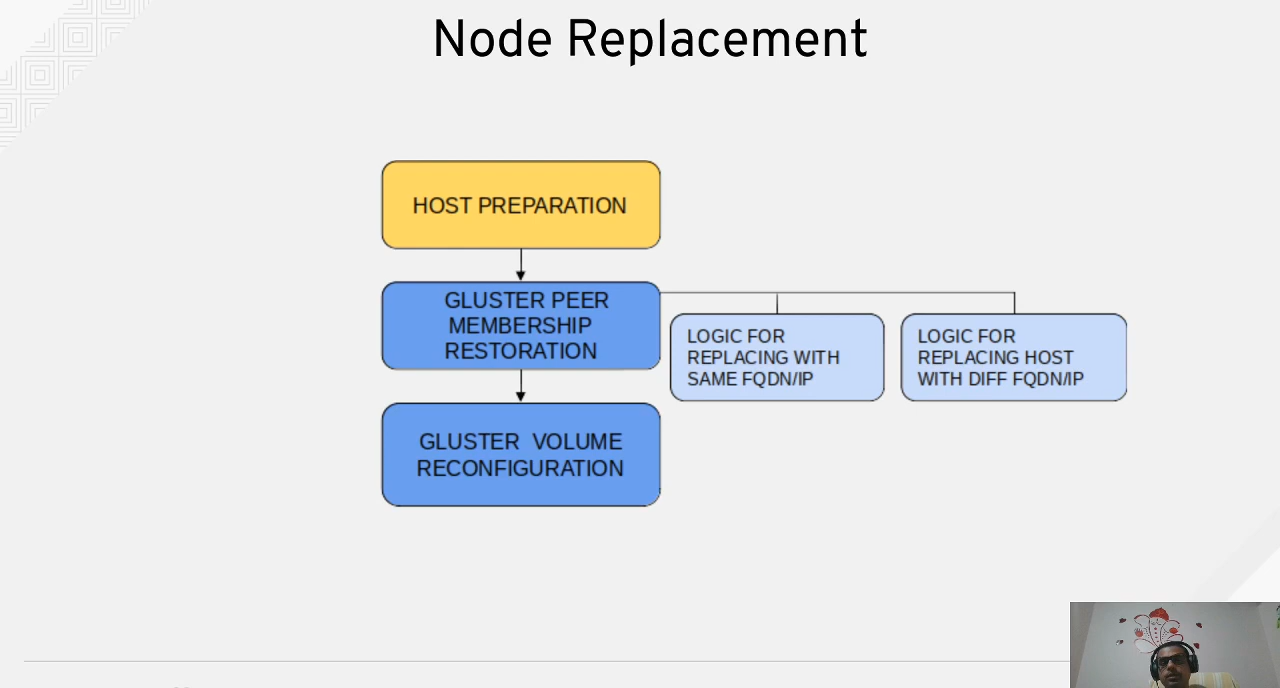 Node Replacement
HOST PREPARATION
GLUSTER PEER
MEMBERSHIP
RESTORATION
LOGIC FOR
REPLACING WITH
SAME FQDN/IP
LOGIC FOR
REPLACING HOST
WITH DIFF FQDN/IP
GLUSTER VOLUME
RECONFIGURATION